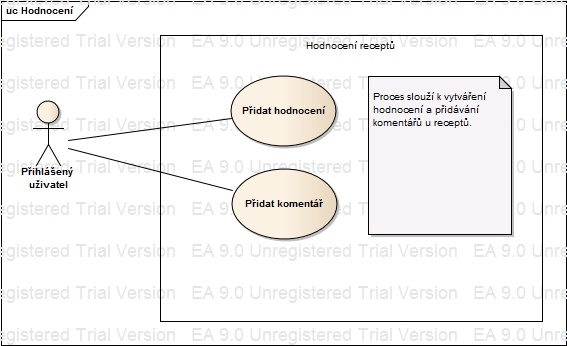 uc Hodnocení
Hodnocení receptů
Přidat hodnocení
Proces slouží k vytváření
hodnocení a přidávání
komentářů u receptů.
Přihlášený
uživatel
Přidat komentář
EA 9.0 Unregistered Trial Version